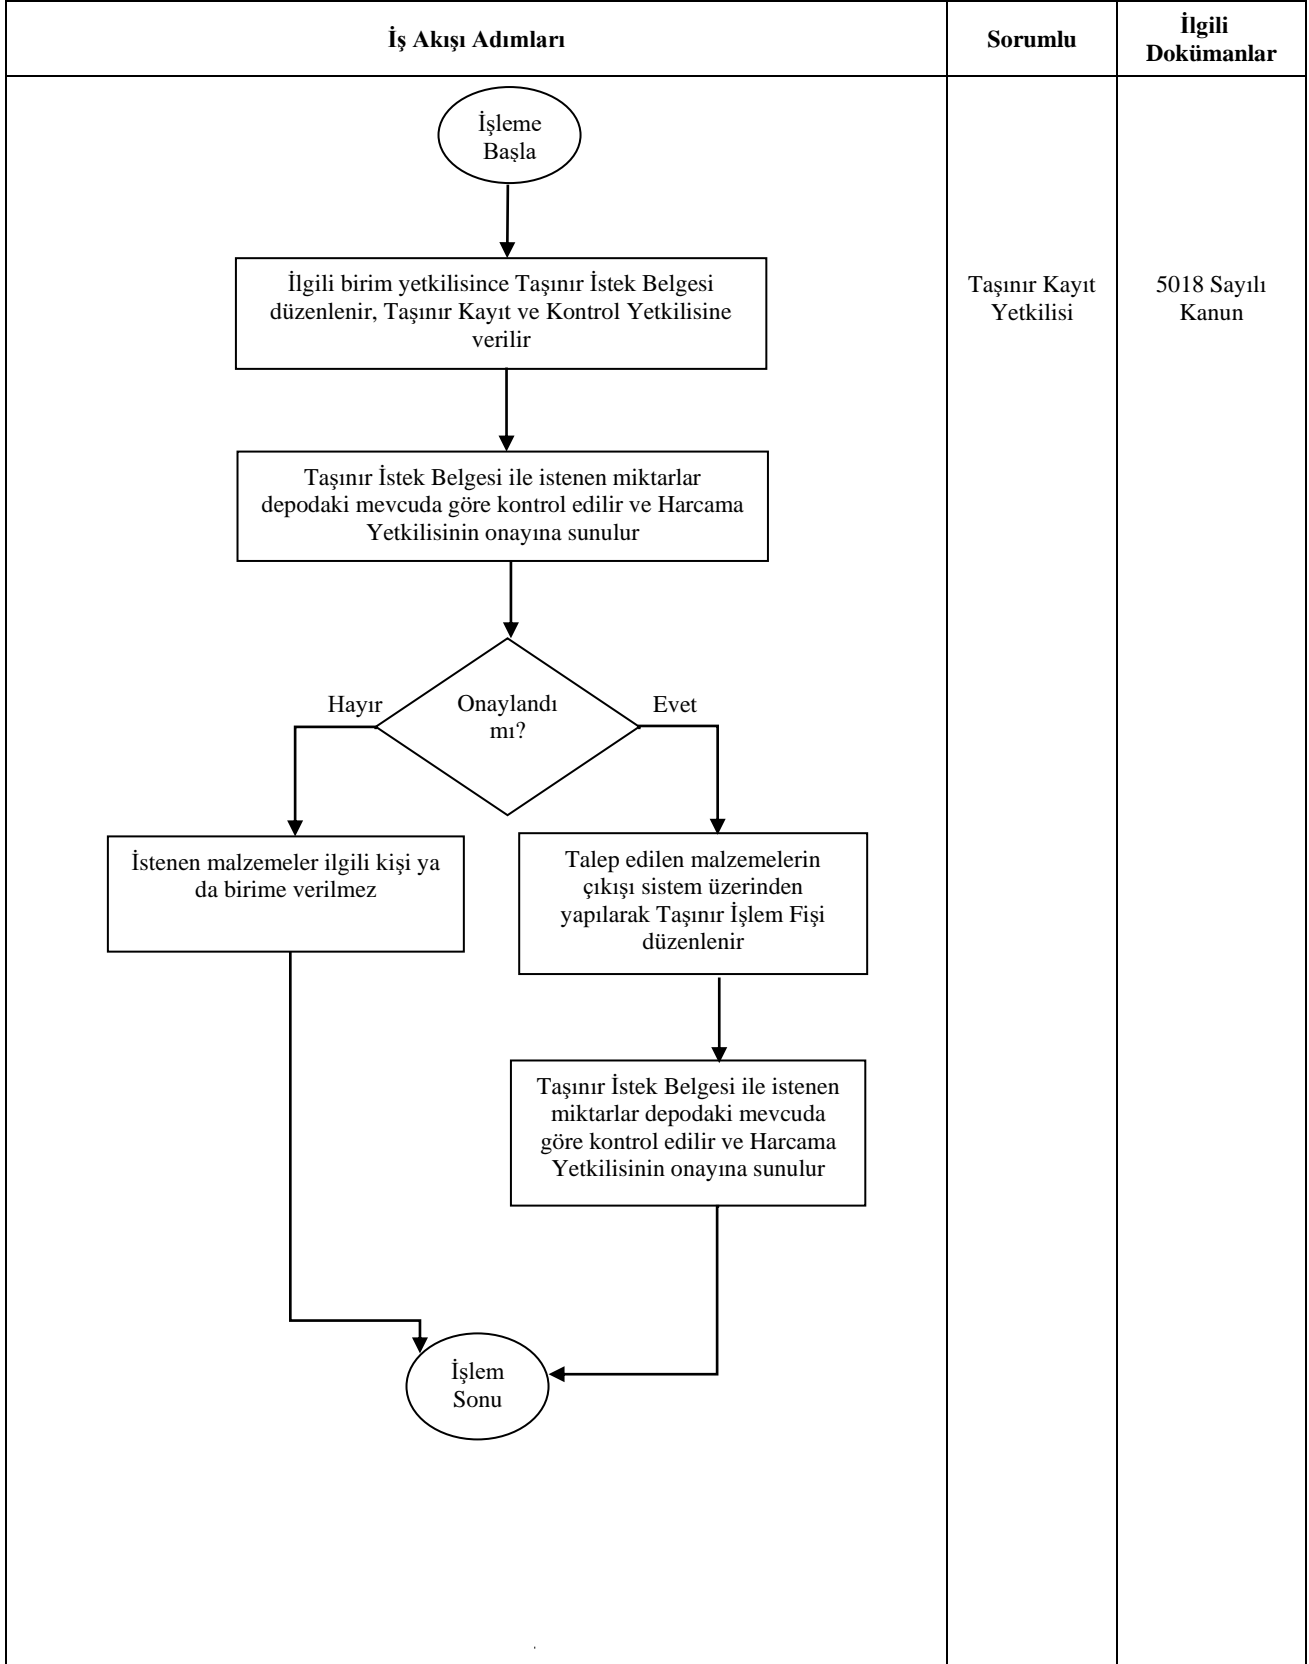 İş Akışı Adımları
Sorumlu
İlgili
Dokümanlar
İşleme
Başla
İlgili birim yetkilisince Taşınır İstek Belgesi
düzenlenir, Taşınır Kayıt ve Kontrol Yetkilisine
verilir
Taşınır Kayıt
Yetkilisi
5018 Sayılı
Kanun
Taşınır İstek Belgesi ile istenen miktarlar
depodaki mevcuda göre kontrol edilir ve Harcama
Yetkilisinin onayına sunulur
Hayır
Onaylandı
mı?
Evet
İstenen malzemeler ilgili kişi ya
da birime verilmez
Talep edilen malzemelerin
çıkışı sistem üzerinden
yapılarak Taşınır İşlem Fişi
düzenlenir
Taşınır İstek Belgesi ile istenen
miktarlar depodaki mevcuda
göre kontrol edilir ve Harcama
Yetkilisinin onayına sunulur
İşlem
Sonu